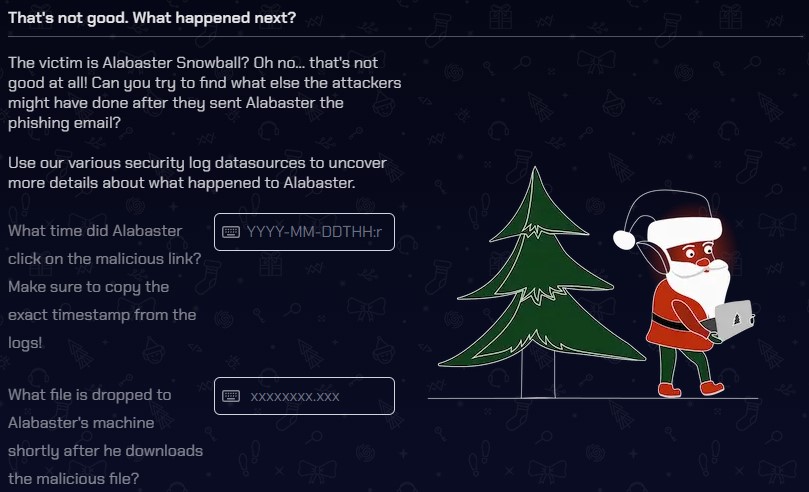 That's not good. What happened next?
The victim is Alabaster Snowball? Oh no... that's not
good at all! Can you try to find what else the attackers
might have done after they sent Alabaster the
phishing email?
Use our various security log datasources to uncover
more details about what happened to Alabaster.
What time did Alabaster
click on the malicious link?
Make sure to copy the
exact timestamp from the
logs!
YYYY-MM-DDTHH:r
What file is dropped to
Alabaster's machine
shortly after he downloads
the malicious file?
xxxxxxxx.xxx